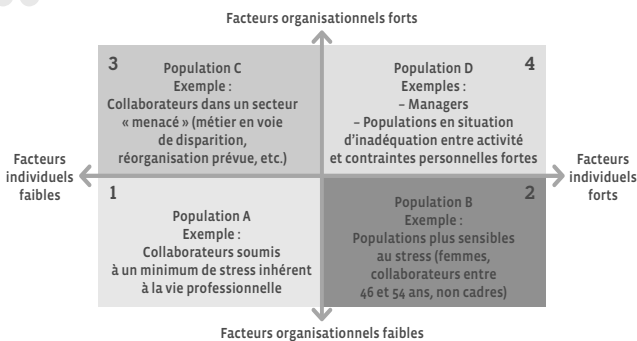 Facteurs organisationnels forts
3
Population C
Exemple :
Collaborateurs dans un secteur
« menacé » (métier en voie
de disparition,
réorganisation prévue, etc.)
4
Population D
Exemples :
– Managers
– Populations en situation
d'inadéquation entre activité
et contraintes personnelles fortes
Facteurs
individuels
faibles
Facteurs
individuels
forts
1
Population A
Exemple :
Collaborateurs soumis
à un minimum de stress inhérent
à la vie professionnelle
2
Population B
Exemple :
Populations plus sensibles
au stress (femmes,
collaborateurs entre
46 et 54 ans, non cadres)
Facteurs organisationnels faibles